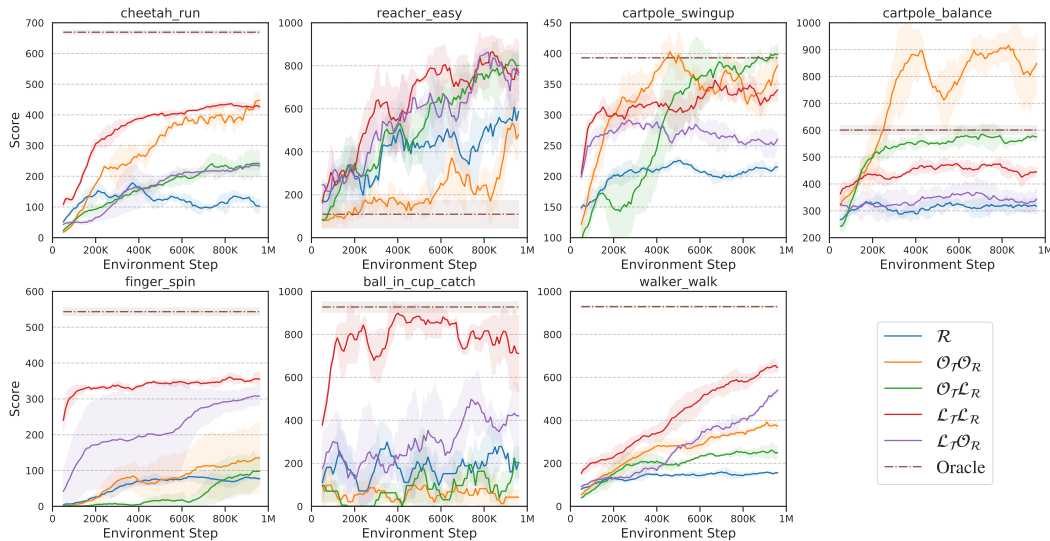 cheetah_run
reacher_easy
cartpole_swingup
cartpole_balance
Score
700
600
500
400
300
200
100
0
0
200K
400K
600K
800K
1M
Environment Step
1000
800
600
400
200
0
0
200K
400K
600K
800K
1M
Environment Step
450
400
350
300
250
200
150
100
0
200K
400K
600K
800K
1M
Environment Step
1000
900
800
700
600
500
400
300
200
0
200K
400K
600K
800K
1M
Environment Step
finger_spin
ball_in_cup_catch
walker_walk
Score
600
500
400
300
200
100
0
0
200K
400K
600K
800K
1M
Environment Step
1000
800
600
400
200
0
0
200K
400K
600K
800K
1M
Environment Step
1000
800
600
400
200
0
0
200K
400K
600K
800K
1M
Environment Step
ℛ
𝒪_𝒯𝒪_ℛ
𝒪_𝒯ℒ_ℛ
ℒ_𝒯ℒ_ℛ
ℒ_𝒯𝒪_ℛ
Oracle